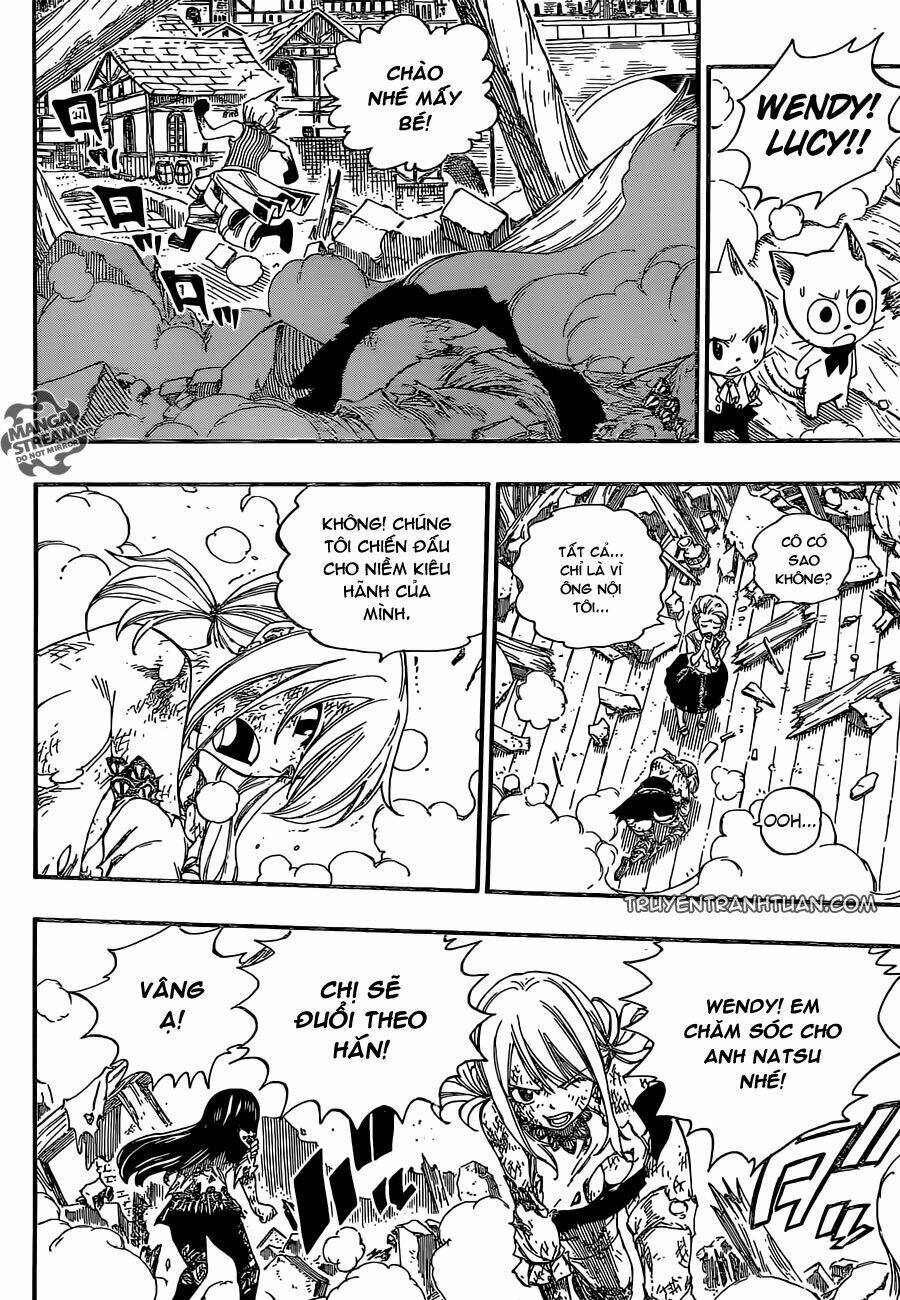 WENDY!
LUCY!!
CHÀO
NHÉ MẤY
BÉ!
MANGA
STREAM
DO NOT MIRROR
CÔ CÓ
SAO
KHÔNG?
TẤT CẢ...
CHỈ LÀ VÌ
ÔNG NỘI
TÔI...
OOH...
KHÔNG! CHÚNG
TÔI CHIẾN ĐẤU
CHO NIỀM KIÊU
HÃNH CỦA
MÌNH.
TRUYENTRANHTUAN.COM
WENDY! EM
CHĂM SÓC CHO
ANH NATSU
NHÉ!
CHỊ SẼ
ĐUỔI THEO
HẮN!
VÂNG
Ạ!